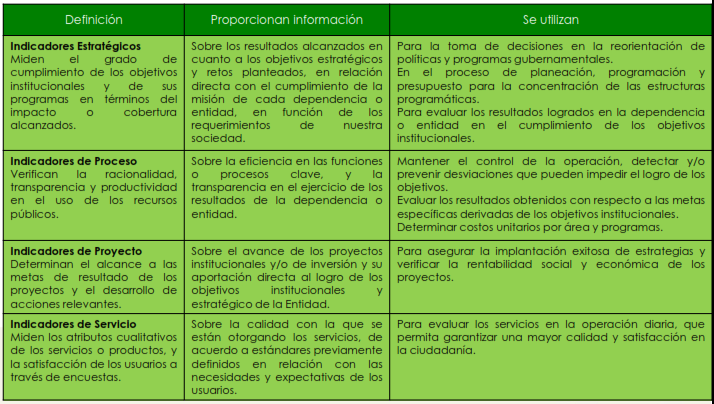 Definición
Proporcionan información
Se utilizan
Indicadores Estratégicos
Miden el grado de
cumplimiento de los objetivos
institucionales y de sus
programas en términos del
impacto o cobertura
alcanzados.
Sobre los resultados alcanzados en
cuanto a los objetivos estratégicos
y retos planteados, en relación
directa con el cumplimiento de la
misión de cada dependencia o
entidad, en función de los
requerimientos de nuestra
sociedad.
Para la toma de decisiones en la reorientación de
políticas y programas gubernamentales.
En el proceso de planeación, programación y
presupuesto para la concentración de las estructuras
programáticas.
Para evaluar los resultados logrados en la dependencia
o entidad en el cumplimiento de los objetivos
institucionales.
Indicadores de Proceso
Verifican la racionalidad,
transparencia y productividad
en el uso de los recursos
públicos.
Sobre la eficiencia en las funciones
o procesos clave, y la
transparencia en el ejercicio de los
resultados de la dependencia o
entidad.
Mantener el control de la operación, detectar y/o
prevenir desviaciones que pueden impedir el logro de los
objetivos.
Evaluar los resultados obtenidos con respecto a las metas
específicas derivadas de los objetivos institucionales.
Determinar costos unitarios por área y programas.
Indicadores de Proyecto
Determinan el alcance a las
metas de resultado de los
proyectos y el desarrollo de
acciones relevantes.
Sobre el avance de los proyectos
institucionales y/o de inversión y su
aportación directa al logro de los
objetivos institucionales y
estratégico de la Entidad.
Para asegurar la implantación exitosa de estrategias y
verificar la rentabilidad social y económica de los
proyectos.
Indicadores de Servicio
Miden los atributos cualitativos
de los servicios o productos, y
la satisfacción de los usuarios a
través de encuestas.
Sobre la calidad con la que se
están otorgando los servicios, de
acuerdo a estándares previamente
definidos en relación con las
necesidades y expectativas de los
usuarios.
Para evaluar los servicios en la operación diaria, que
permita garantizar una mayor calidad y satisfacción en
la ciudadanía.